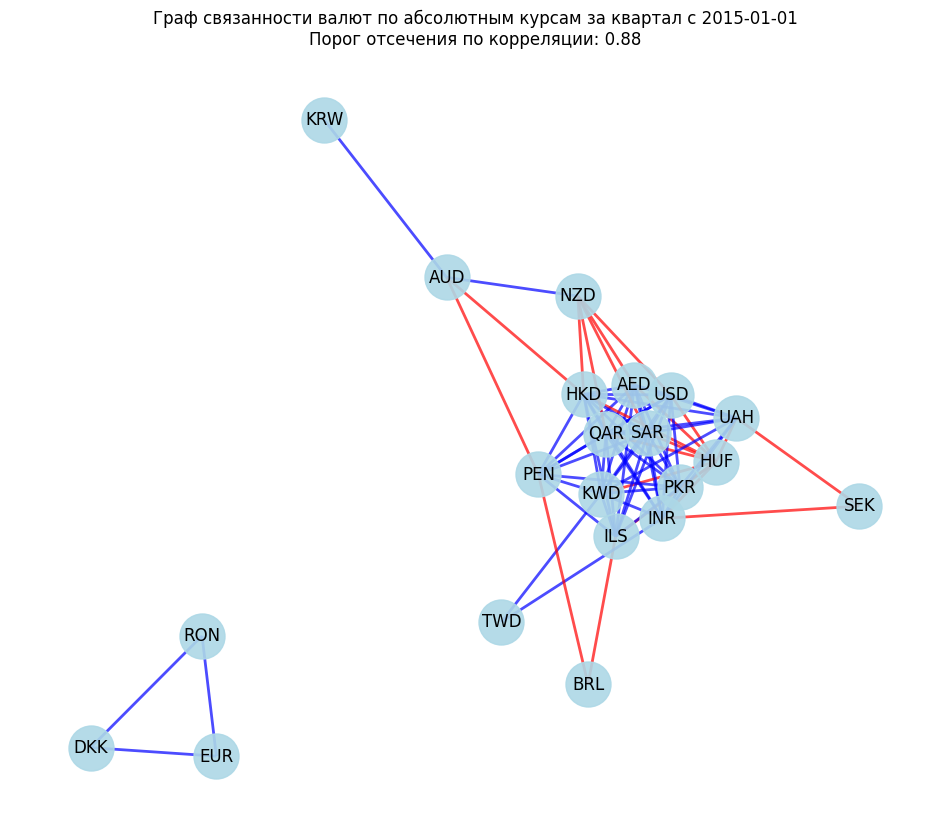 Граф связанности валют по абсолютным курсам за квартал с 2015-01-01
Порог отсечения по корреляции: 0.88
KRW
AUD
NZD
AED
HKD
USD
UAH
QAR
SAR
HUF
PEN
PKR
KWD
SEK
INR
ILS
TWD
RON
BRL
DKK
EUR